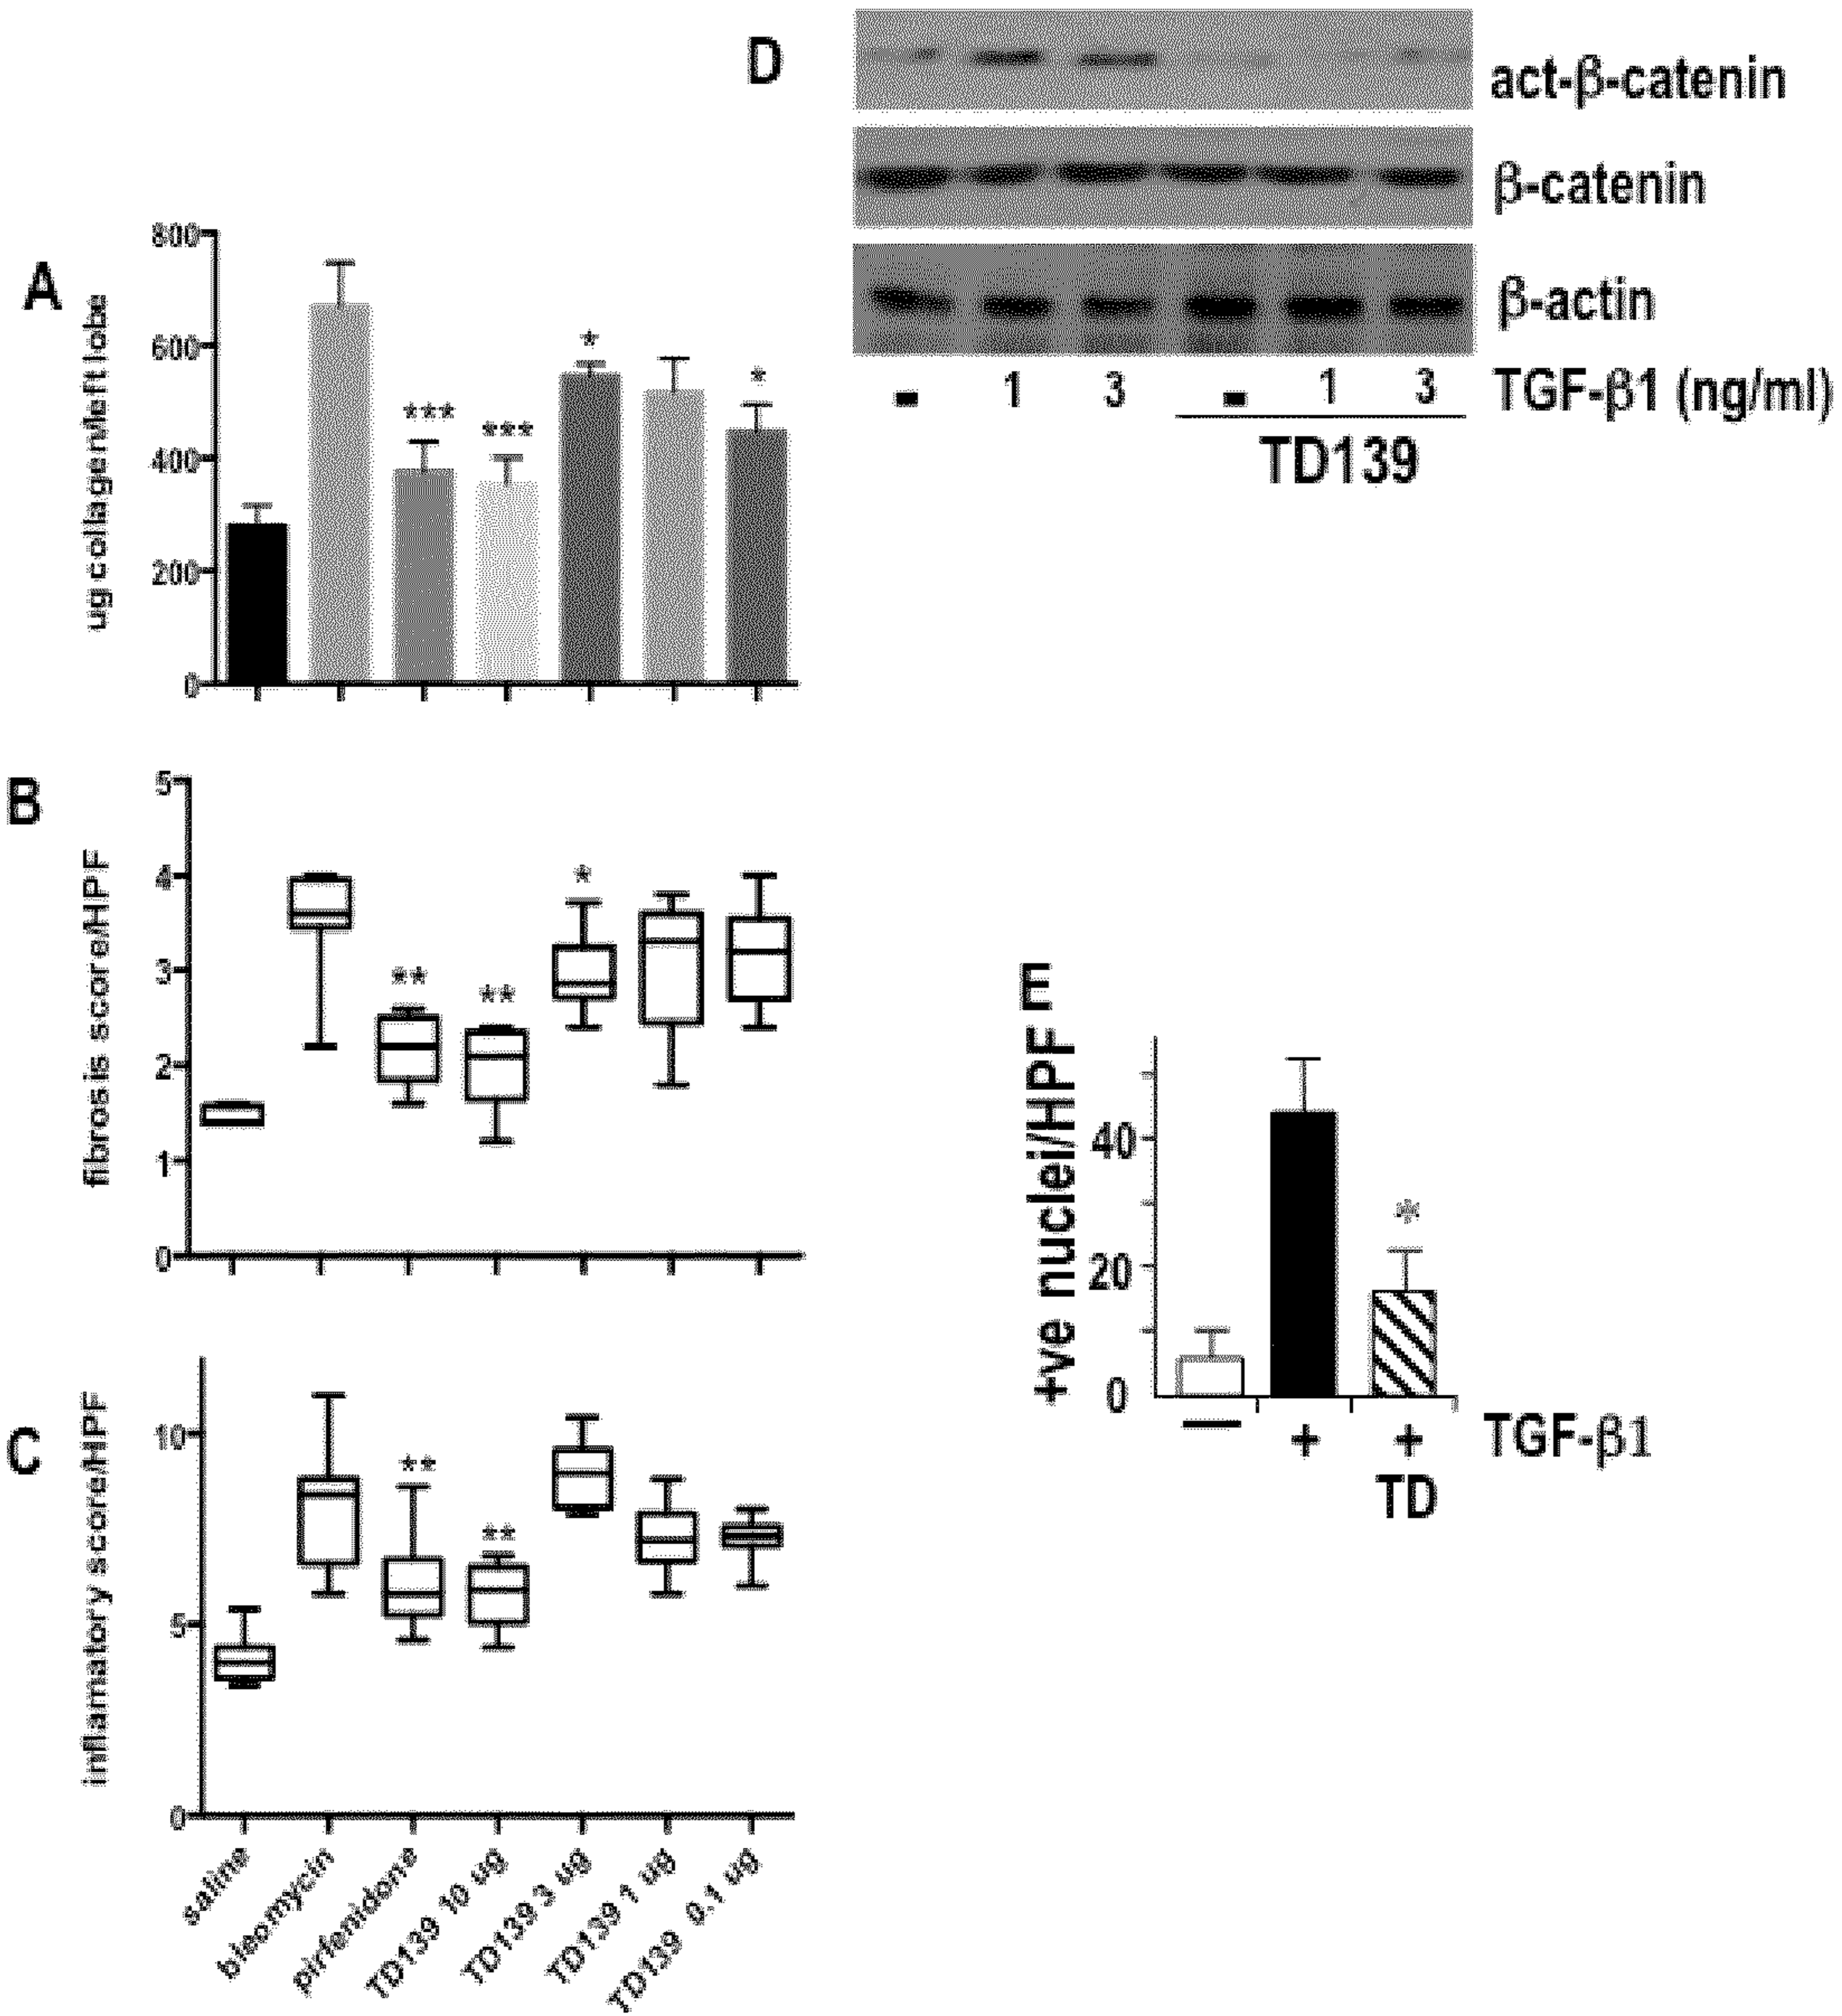 D
act-β-catenin
β-catenin
β-actin
- 1 3 - 1 3 TGF-β1 (ng/ml)
TD139
A
ug colagen/left lobe
800
600
400
200
0
*** *** * *
B
fibrosis score/HPF
5
4
3
2
1
0
** ** *
C
inflamatory score/HPF
10
5
0
** **
saline
bleomycin
pirfenidone
TD139 10 ug
TD139 3 ug
TD139 1 ug
TD139 0.1 ug
E
+ve nuclei/HPF
40
20
0
*
— + + TGF-β1
TD